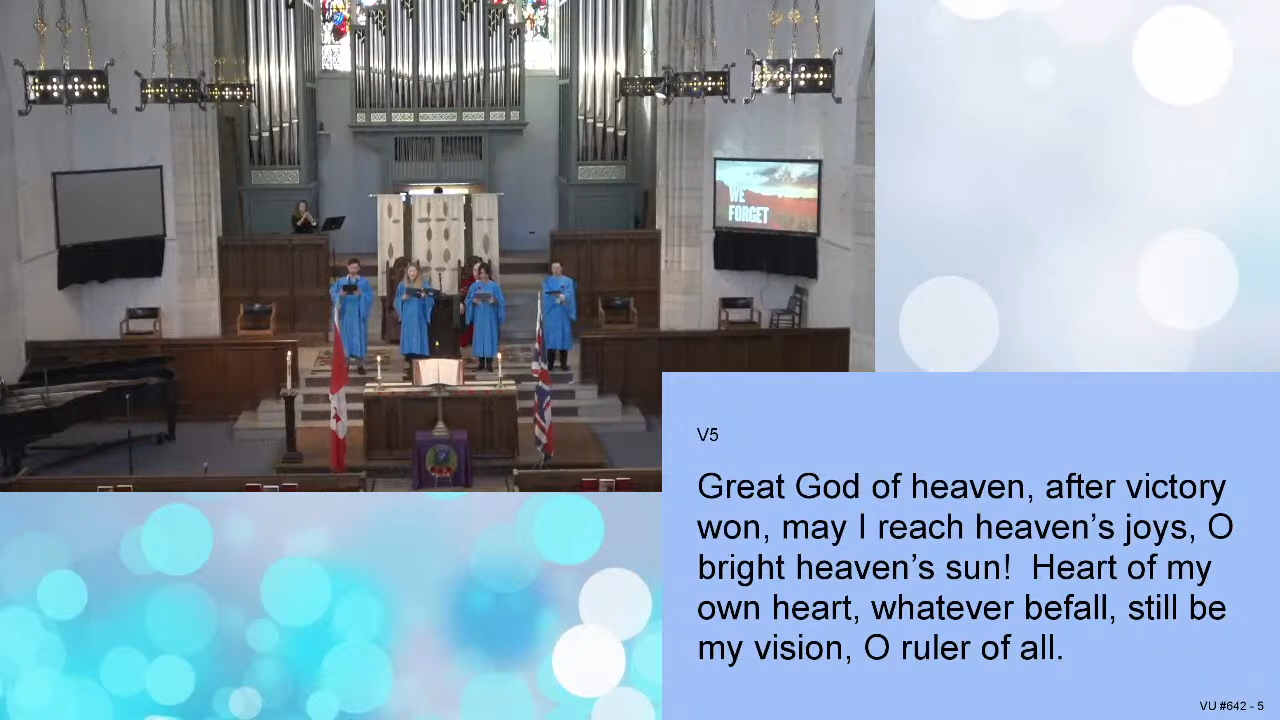 WE
FORGET
V5
Great God of heaven, after victory
won, may I reach heaven’s joys, O
bright heaven’s sun!  Heart of my
own heart, whatever befall, still be
my vision, O ruler of all.
VU #642 - 5